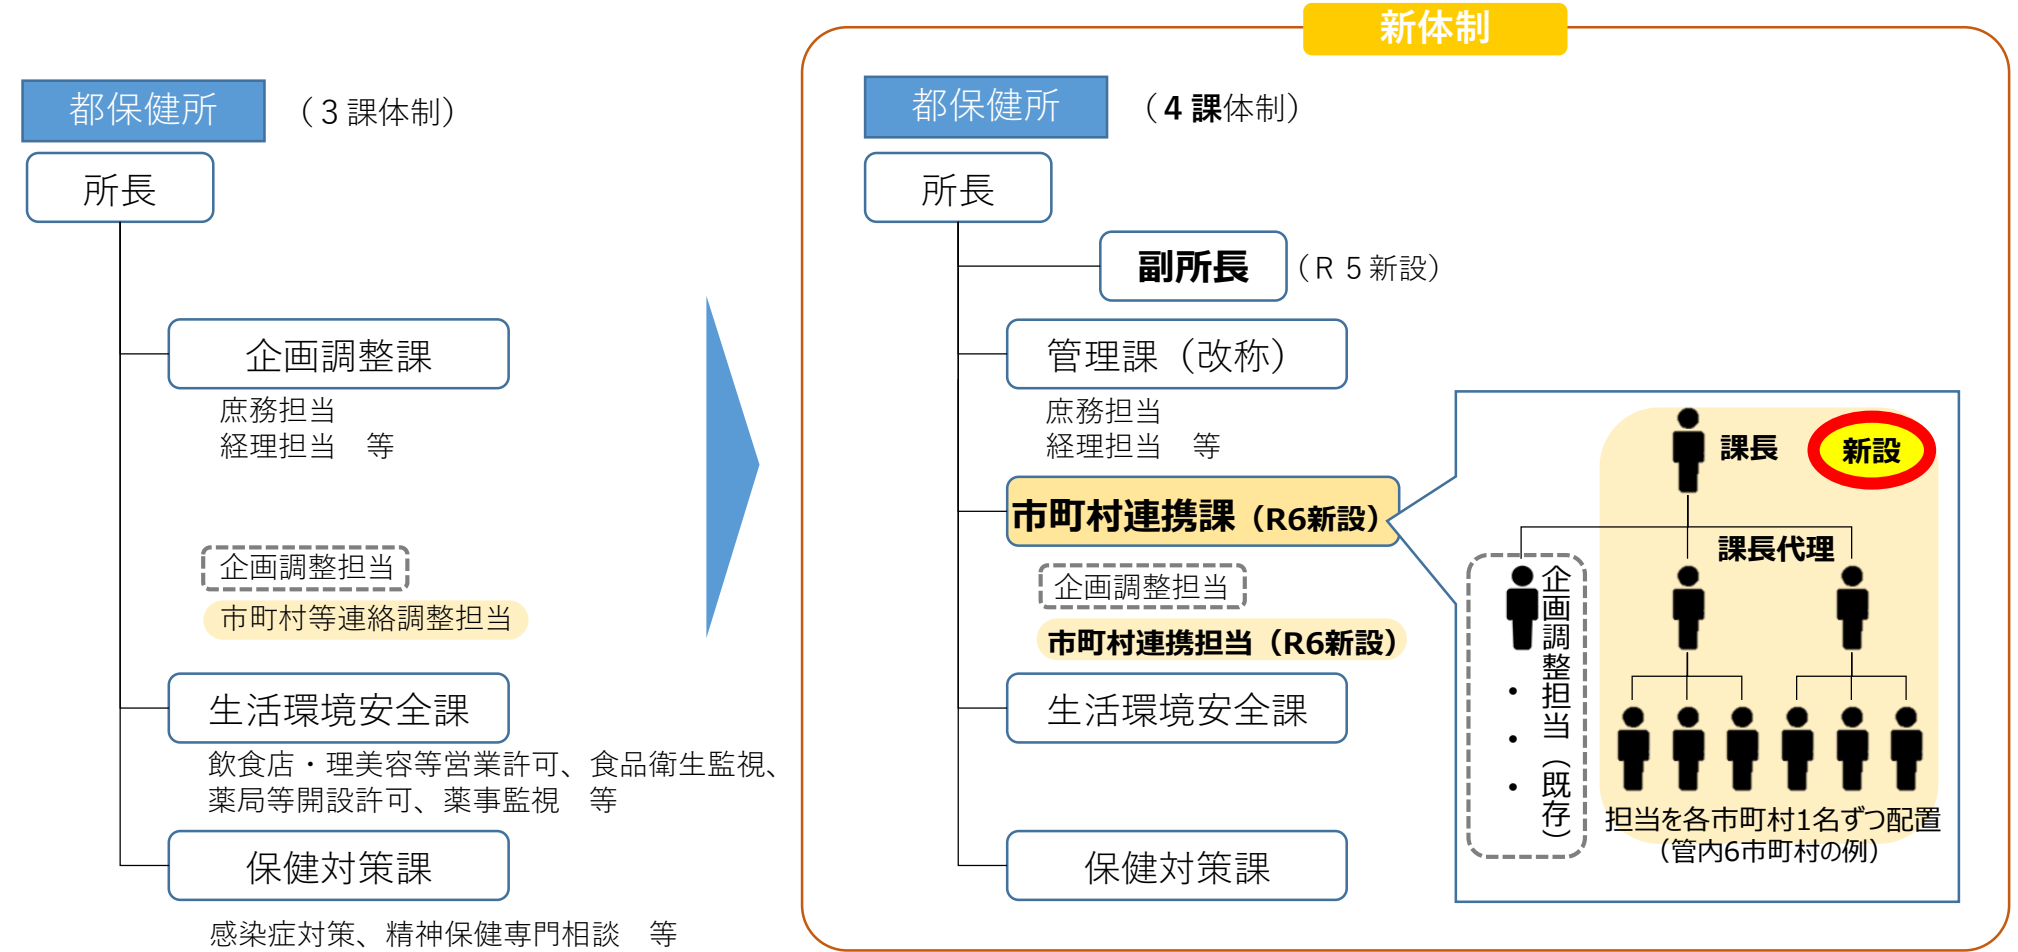 都保健所
（３課体制）
所長
企画調整課
庶務担当
経理担当　等
企画調整担当
市町村等連絡調整担当
生活環境安全課
飲食店・理美容等営業許可、食品衛生監視、
薬局等開設許可、薬事監視　等
保健対策課
感染症対策、精神保健専門相談　等
新体制
都保健所
（４課体制）
所長
副所長
（Ｒ５新設）
管理課（改称）
庶務担当
経理担当　等
市町村連携課（R6新設）
企画調整担当
市町村連携担当（R6新設）
生活環境安全課
保健対策課
課長
新設
課長代理
企画調整担当（既存）
・
・
・
担当を各市町村1名ずつ配置
（管内6市町村の例）